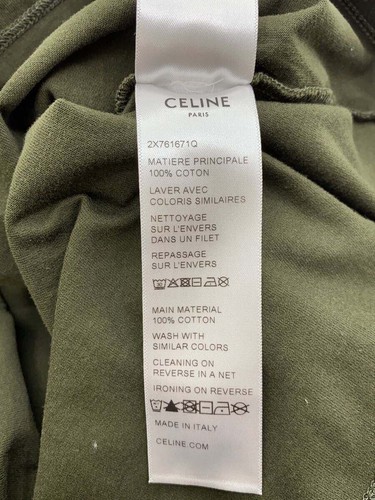 CELINE
PARIS
2X761671Q
MATIERE PRINCIPALE
100% COTON
LAVER AVEC
COLORIS SIMILAIRES
NETTOYAGE
SUR L'ENVERS
DANS UN FILET
REPASSAGE
SUR L'ENVERS
MAIN MATERIAL
100% COTTON
WASH WITH
SIMILAR COLORS
CLEANING ON
REVERSE IN A NET
IRONING ON REVERSE
MADE IN ITALY
CELINE.COM